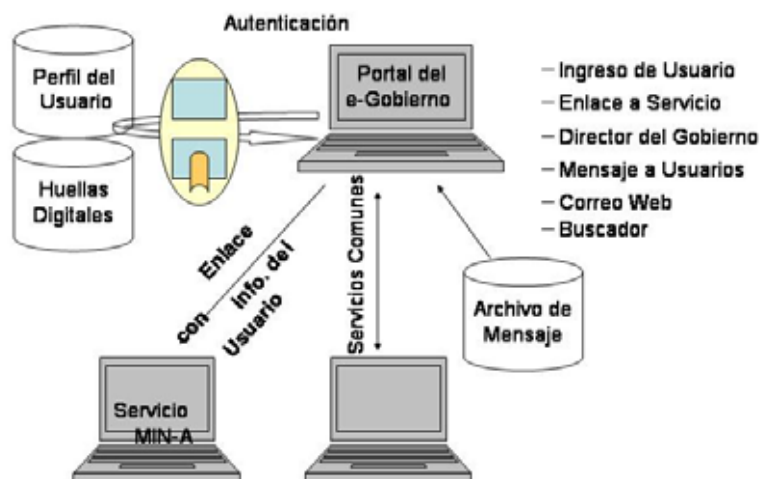 Autenticación
Perfil del
Usuario
Huellas
Digitales
Portal del
e-Gobierno
– Ingreso de Usuario
– Enlace a Servicio
– Director del Gobierno
– Mensaje a Usuarios
– Correo Web
– Buscador
Enlace
con info. del
Usuario
Servicios Comunes
Archivo de
Mensaje
Servicio
MIN-A